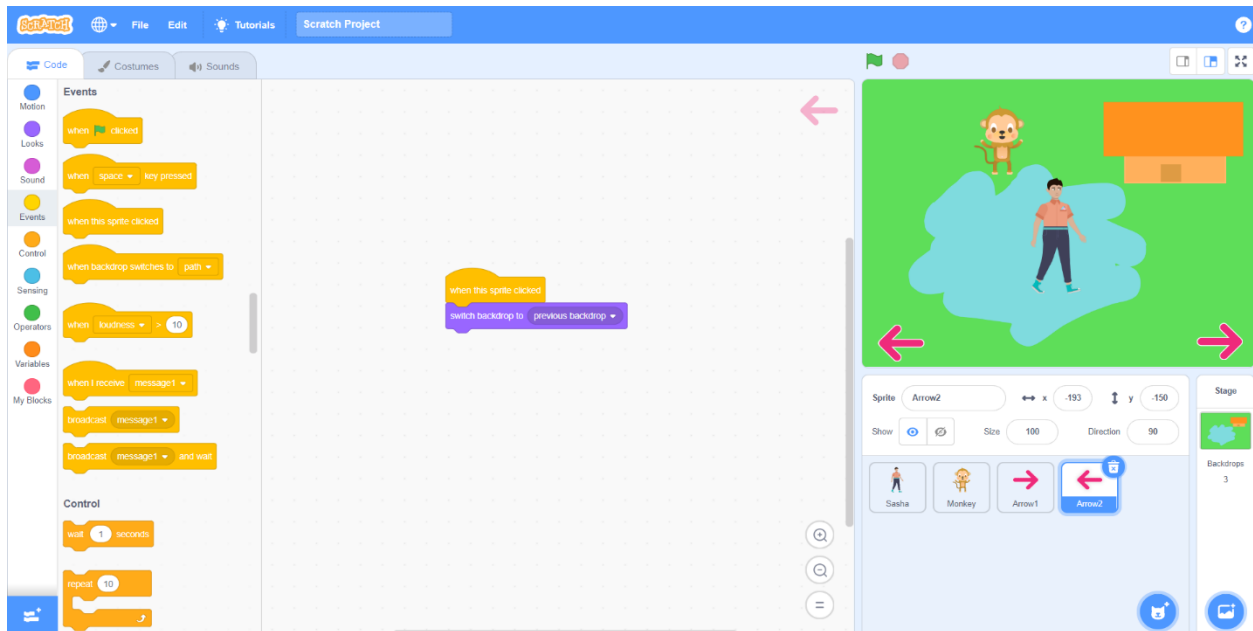 SCRATCH File Edit Tutorials Scratch Project ?
Code Costumes Sounds
Motion
Looks
Sound
Events
Control
Sensing
Operators
Variables
My Blocks
Events
when clicked
when space key pressed
when this sprite clicked
when backdrop switches to path
when loudness > 10
when I receive message1
broadcast message1
broadcast message1 and wait
Control
wait 1 seconds
repeat 10
when this sprite clicked
switch backdrop to previous backdrop
Sprite Arrow2 x -193 y -150
Show Size 100 Direction 90
Sasha Monkey Arrow1 Arrow2
Stage
Backdrops
3